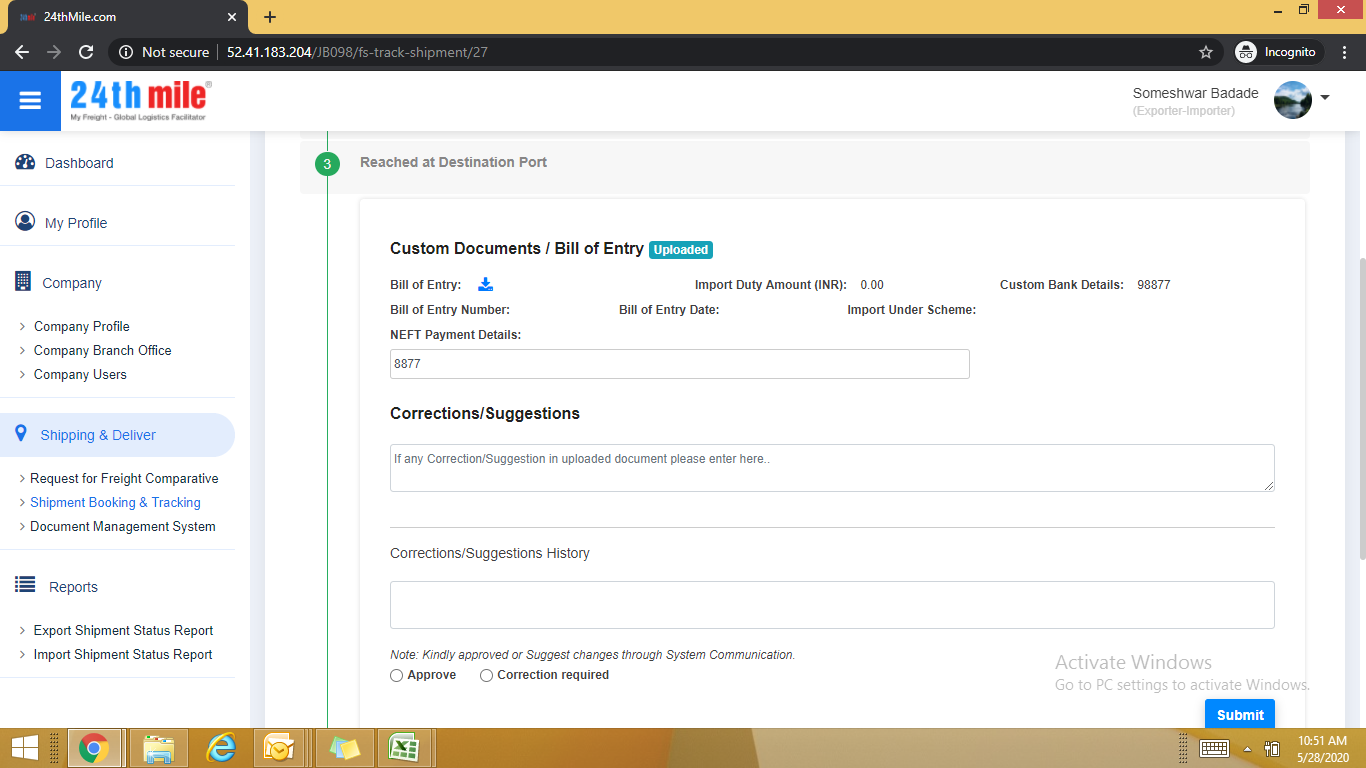 24thMile.com
Not secure
52.41.183.204/JB098/fs-track-shipment/27
Incognito
24th mile®
My Freight - Global Logistics Facilitator
Someshwar Badade
(Exporter-Importer)
Dashboard
My Profile
Company
Company Profile
Company Branch Office
Company Users
Shipping & Deliver
Request for Freight Comparative
Shipment Booking & Tracking
Document Management System
Reports
Export Shipment Status Report
Import Shipment Status Report
3 Reached at Destination Port
Custom Documents / Bill of Entry Uploaded
Bill of Entry: Import Duty Amount (INR): 0.00 Custom Bank Details: 98877
Bill of Entry Number: Bill of Entry Date: Import Under Scheme:
NEFT Payment Details:
8877
Corrections/Suggestions
If any Correction/Suggestion in uploaded document please enter here..
Corrections/Suggestions History
Note: Kindly approved or Suggest changes through System Communication.
Approve Correction required
Activate Windows
Go to PC settings to activate Windows.
Submit
10:51 AM
5/28/2020